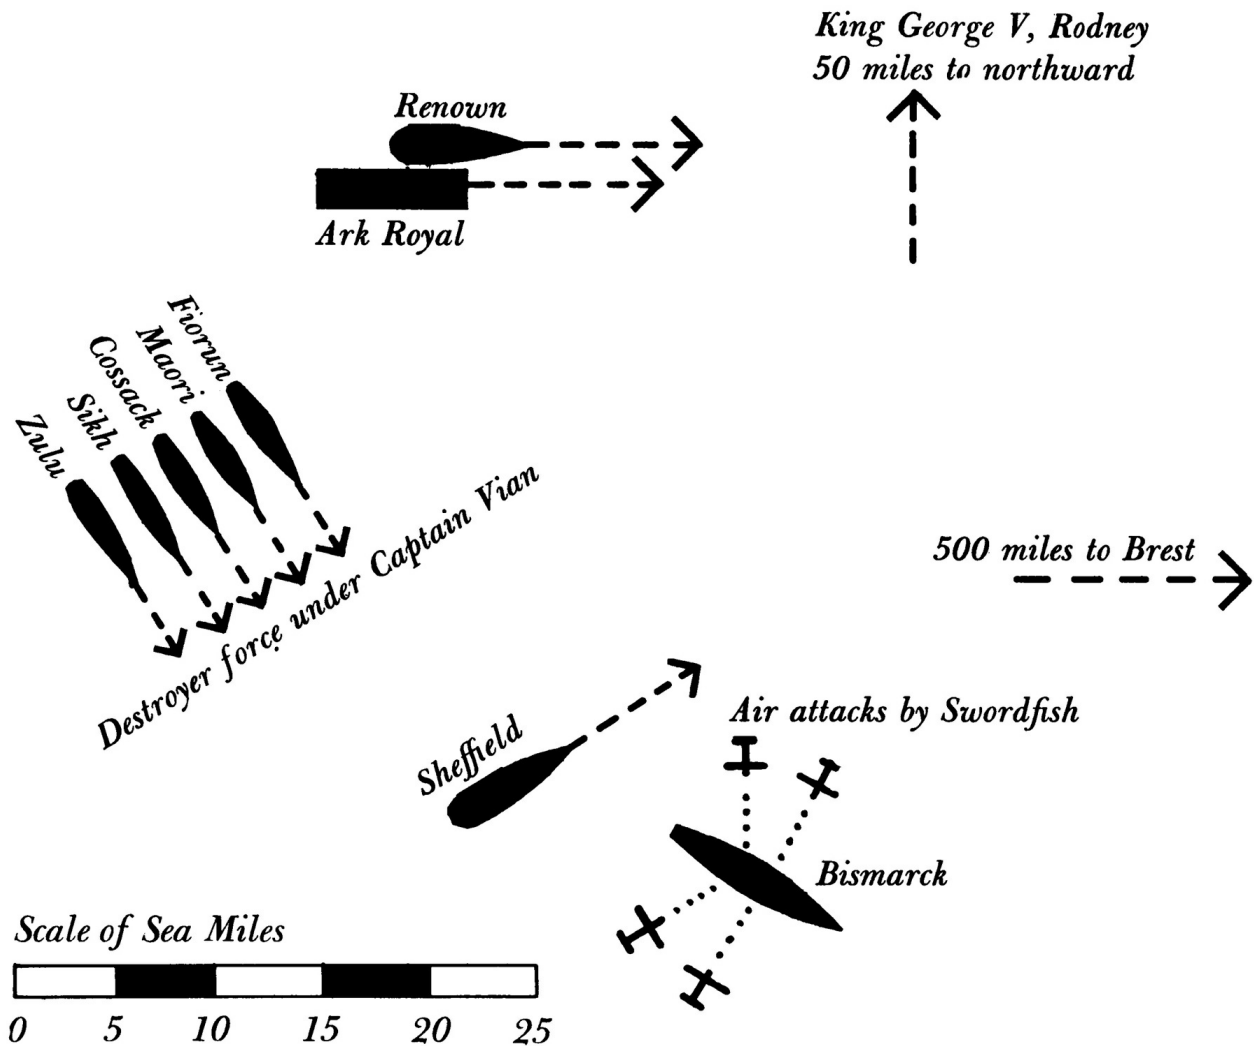 King George V, Rodney
50 miles to northward
Renown
Ark Royal
Fiorun
Maori
Cossack
Sikh
Zulu
Destroyer force under Captain Vian
500 miles to Brest
Sheffield
Air attacks by Swordfish
Bismarck
Scale of Sea Miles
0 5 10 15 20 25